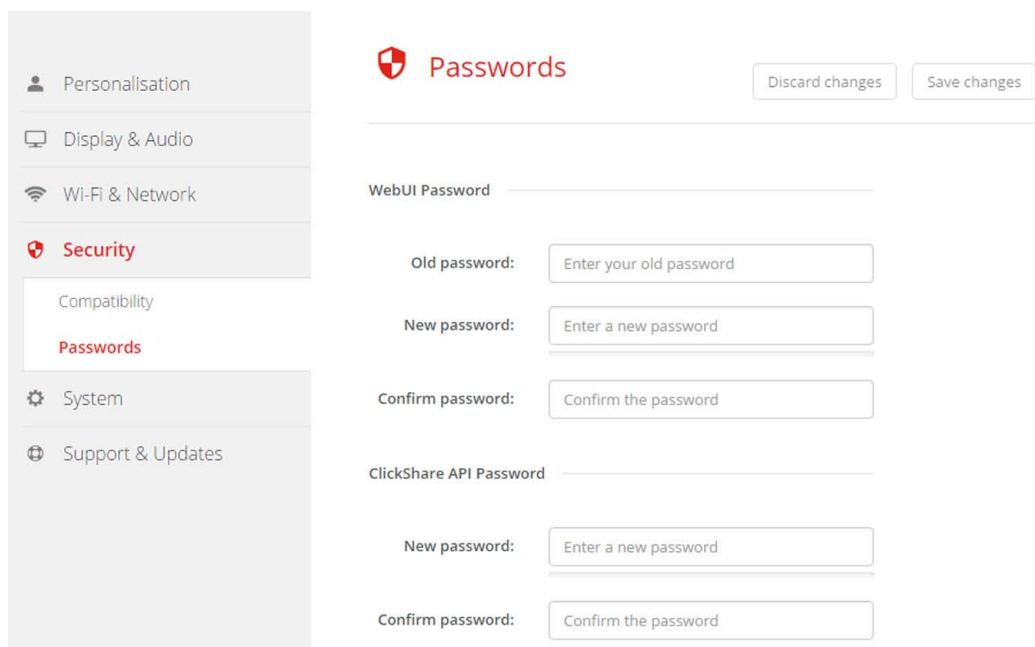 Personalisation
Display & Audio
Wi-Fi & Network
Security
Compatibility
Passwords
System
Support & Updates
Passwords
Discard changes
Save changes
WebUI Password
Old password: Enter your old password
New password: Enter a new password
Confirm password: Confirm the password
ClickShare API Password
New password: Enter a new password
Confirm password: Confirm the password